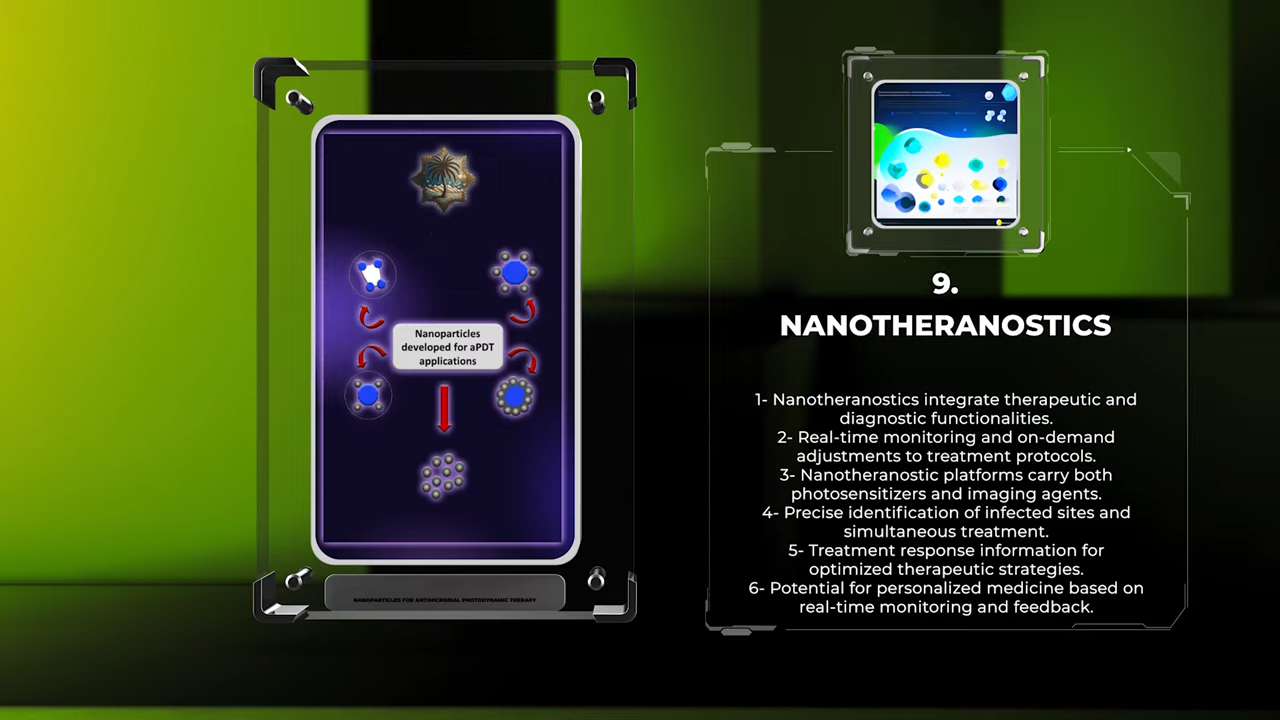 Nanoparticles
developed for aPDT
applications
NANOPARTICLES FOR ANTIMICROBIAL PHOTODYNAMIC THERAPY
9.
NANOTHERANOSTICS
1- Nanotheranostics integrate therapeutic and
diagnostic functionalities.
2- Real-time monitoring and on-demand
adjustments to treatment protocols.
3- Nanotheranostic platforms carry both
photosensitizers and imaging agents.
4- Precise identification of infected sites and
simultaneous treatment.
5- Treatment response information for
optimized therapeutic strategies.
6- Potential for personalized medicine based on
real-time monitoring and feedback.